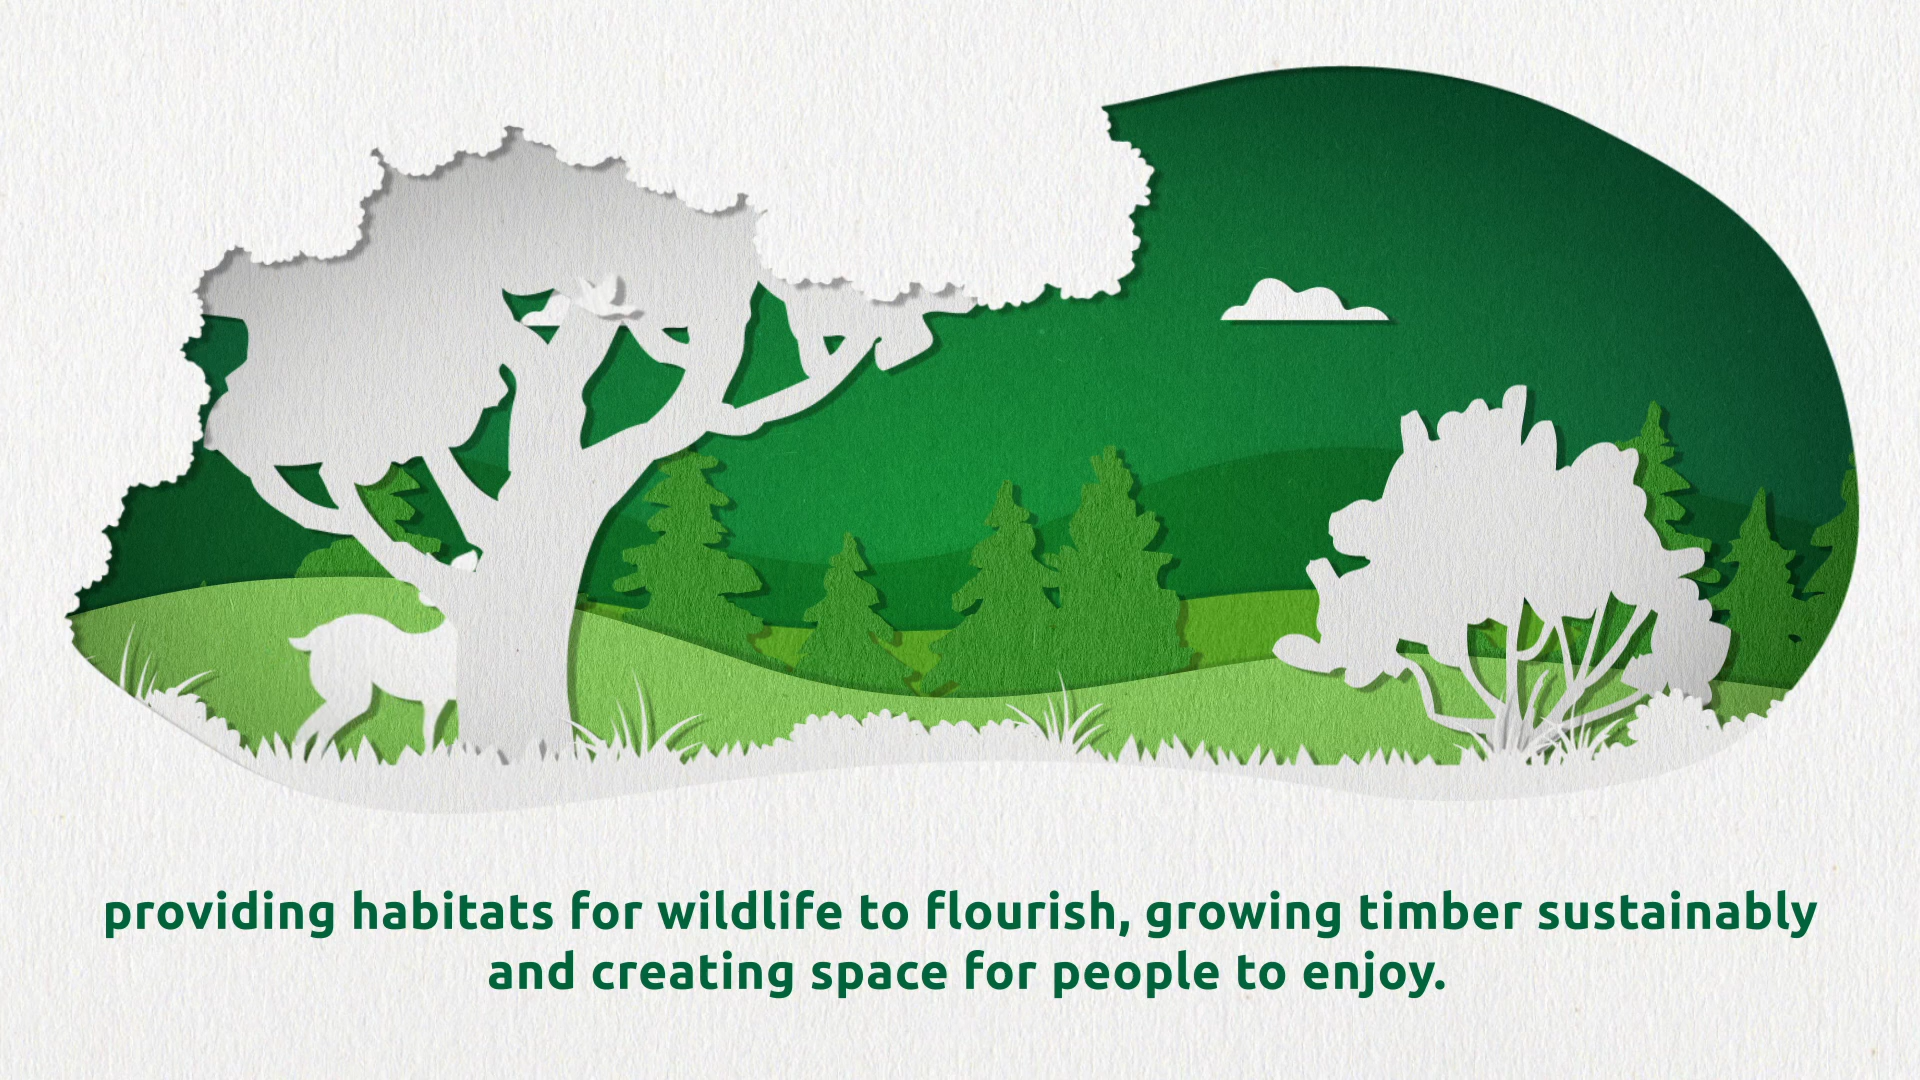 providing habitats for wildlife to flourish, growing timber sustainably
and creating space for people to enjoy.